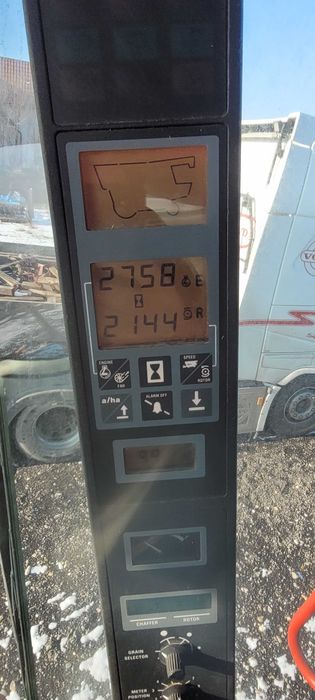 2758 E
2144 R
ENGINE
FAN
SPEED
ROTOR
a/ha
ALARM OFF
CHAFFER
ROTOR
GRAIN
SELECTOR
METER
POSITION